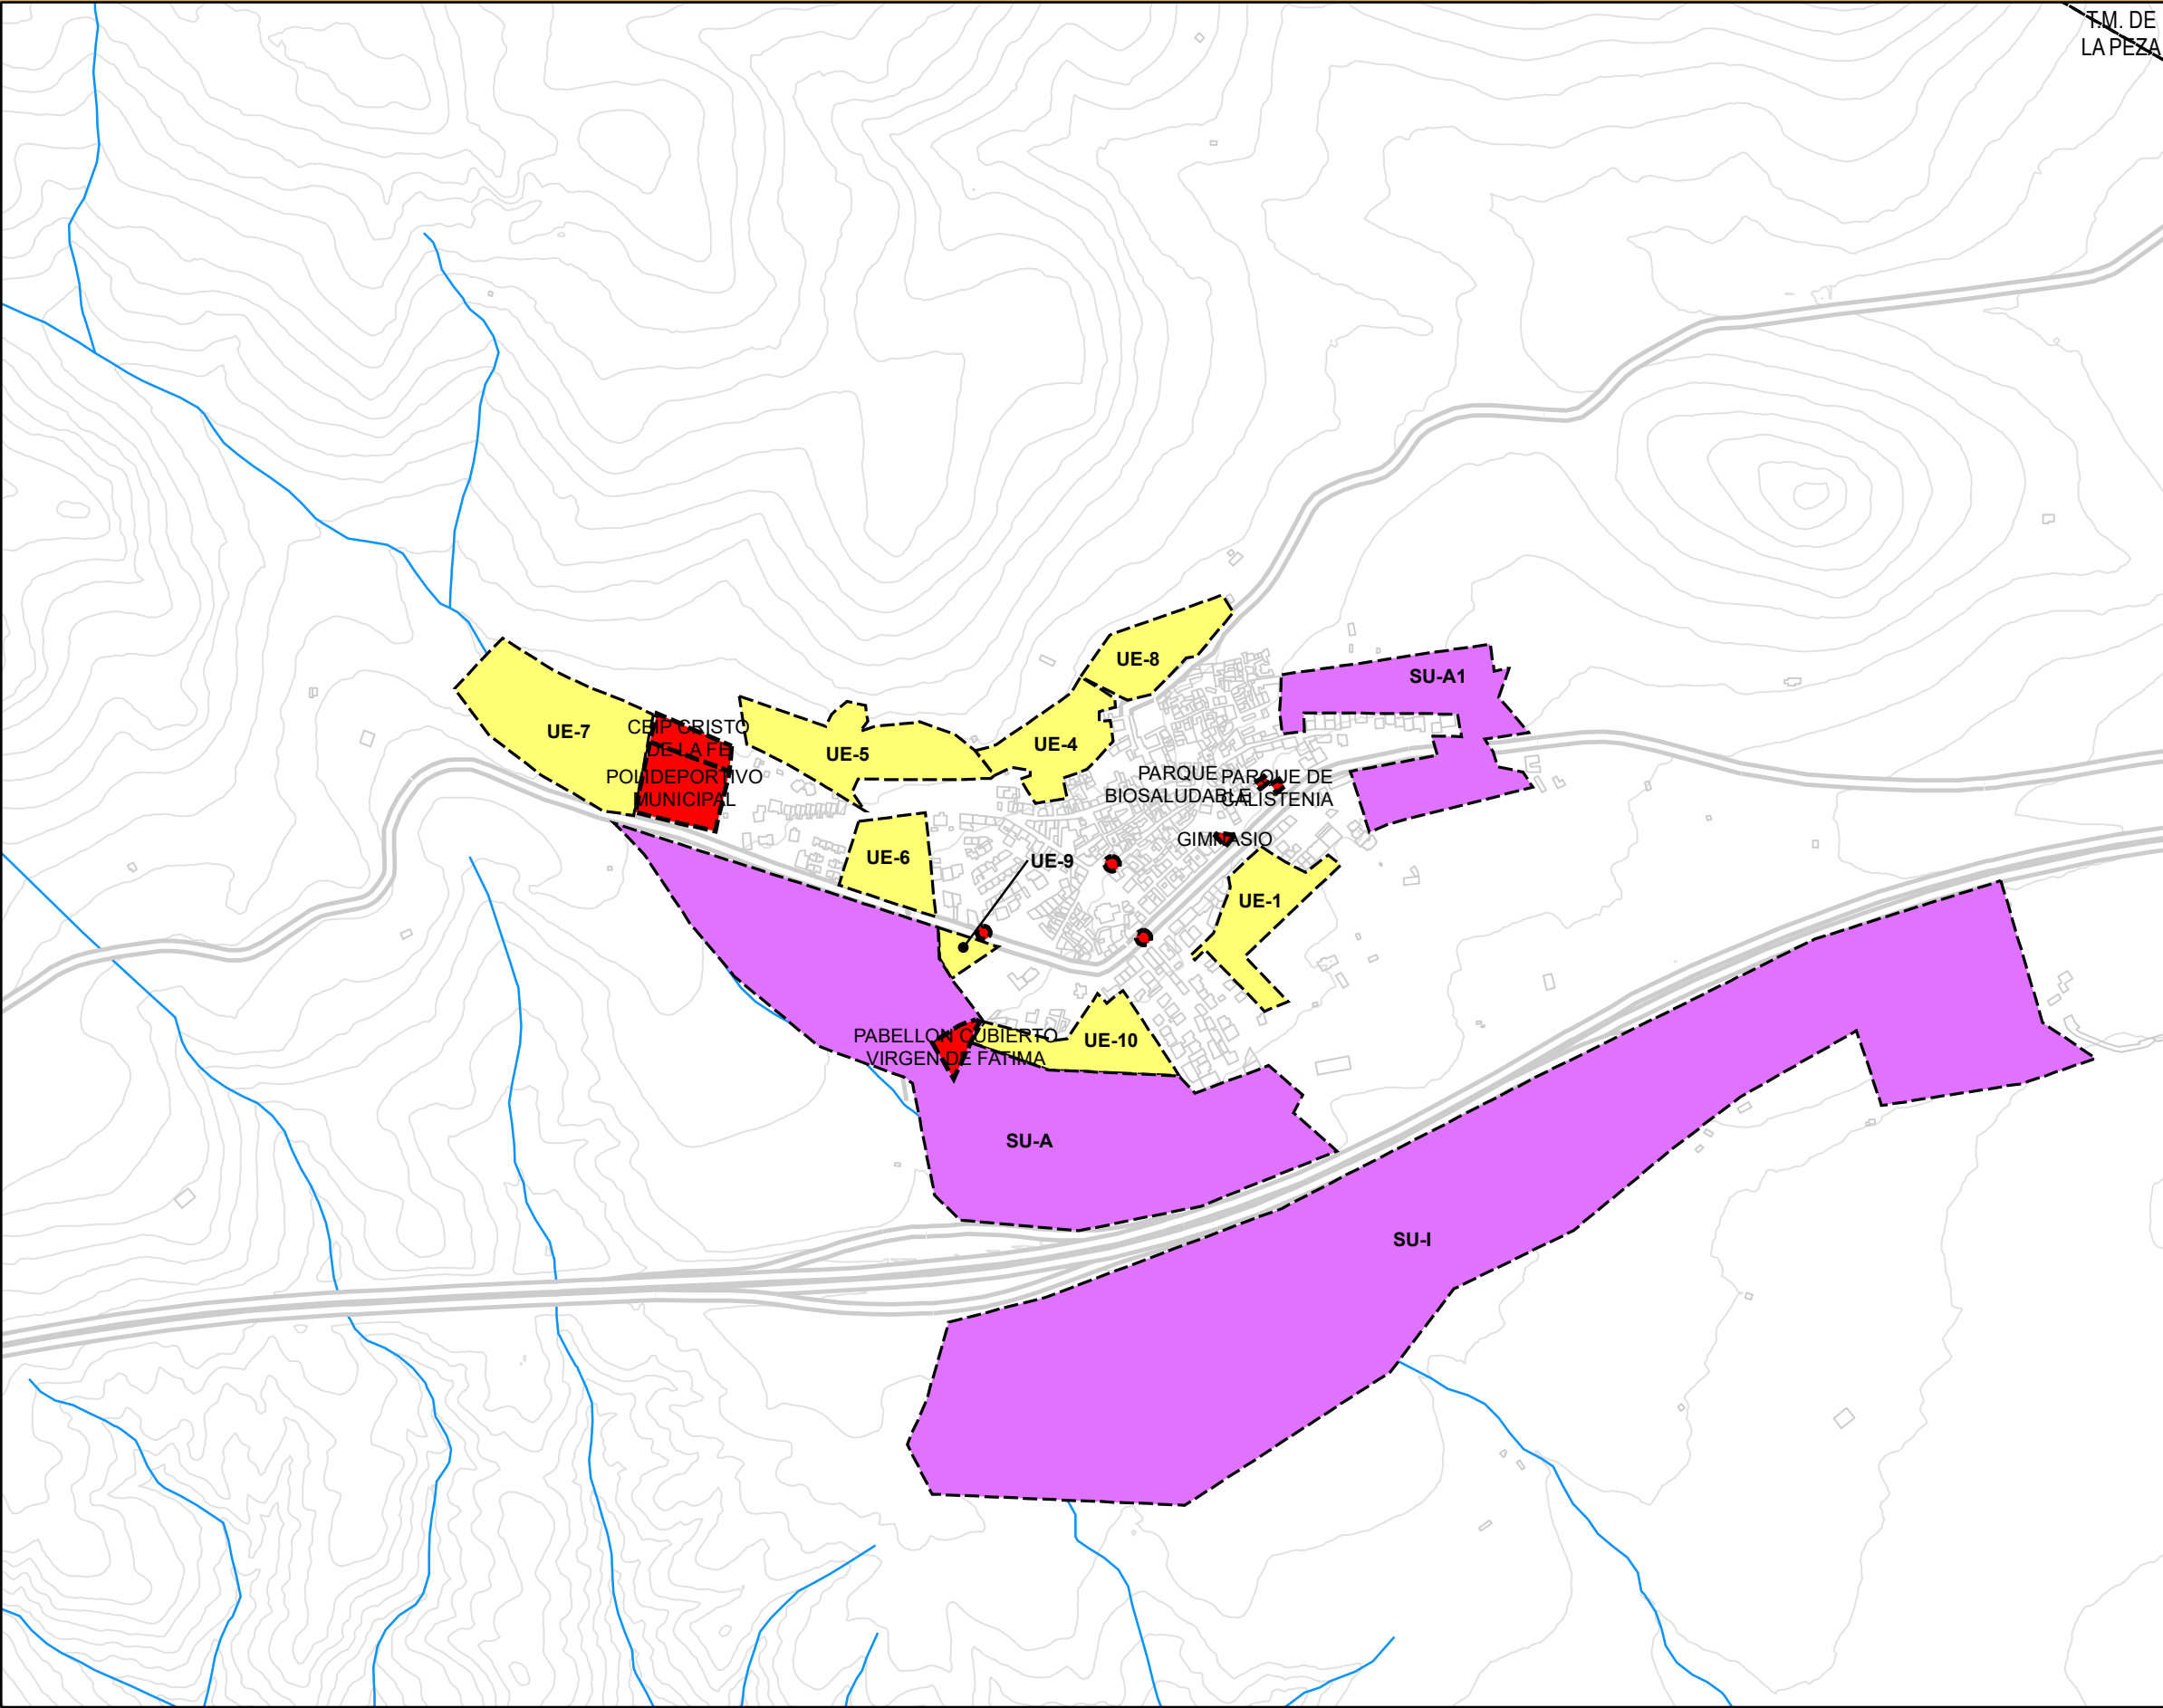 T.M. DE
LA PEZA
UE-8
SU-A1
UE-7
CEIP CRISTO
DE LA FE
UE-5
UE-4
POLIDEPORTIVO
MUNICIPAL
PARQUE
BIOSALUDABLE
PARQUE DE
CALISTENIA
GIMNASIO
UE-6
UE-9
UE-1
PABELLON CUBIERTO
VIRGEN DE FATIMA
UE-10
SU-A
SU-I